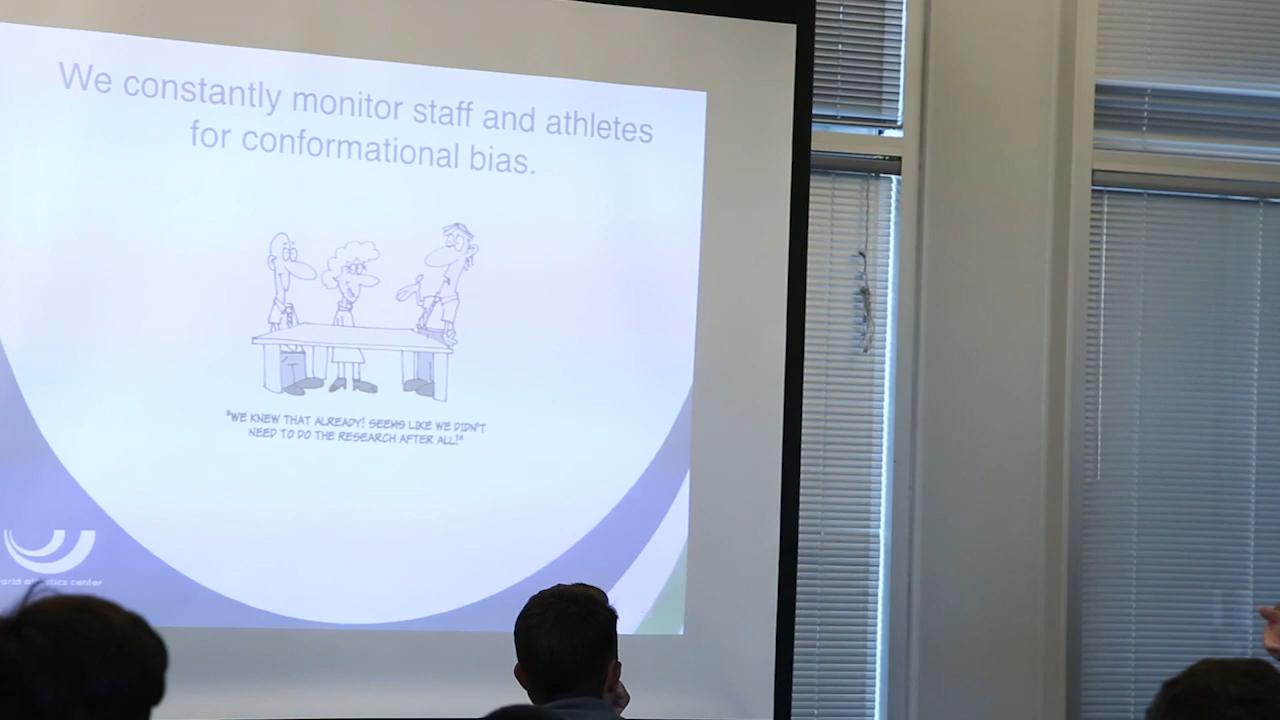 We constantly monitor staff and athletes
for conformational bias.
"WE KNEW THAT ALREADY! SEEMS LIKE WE DIDN'T
NEED TO DO THE RESEARCH AFTER ALL!"
center